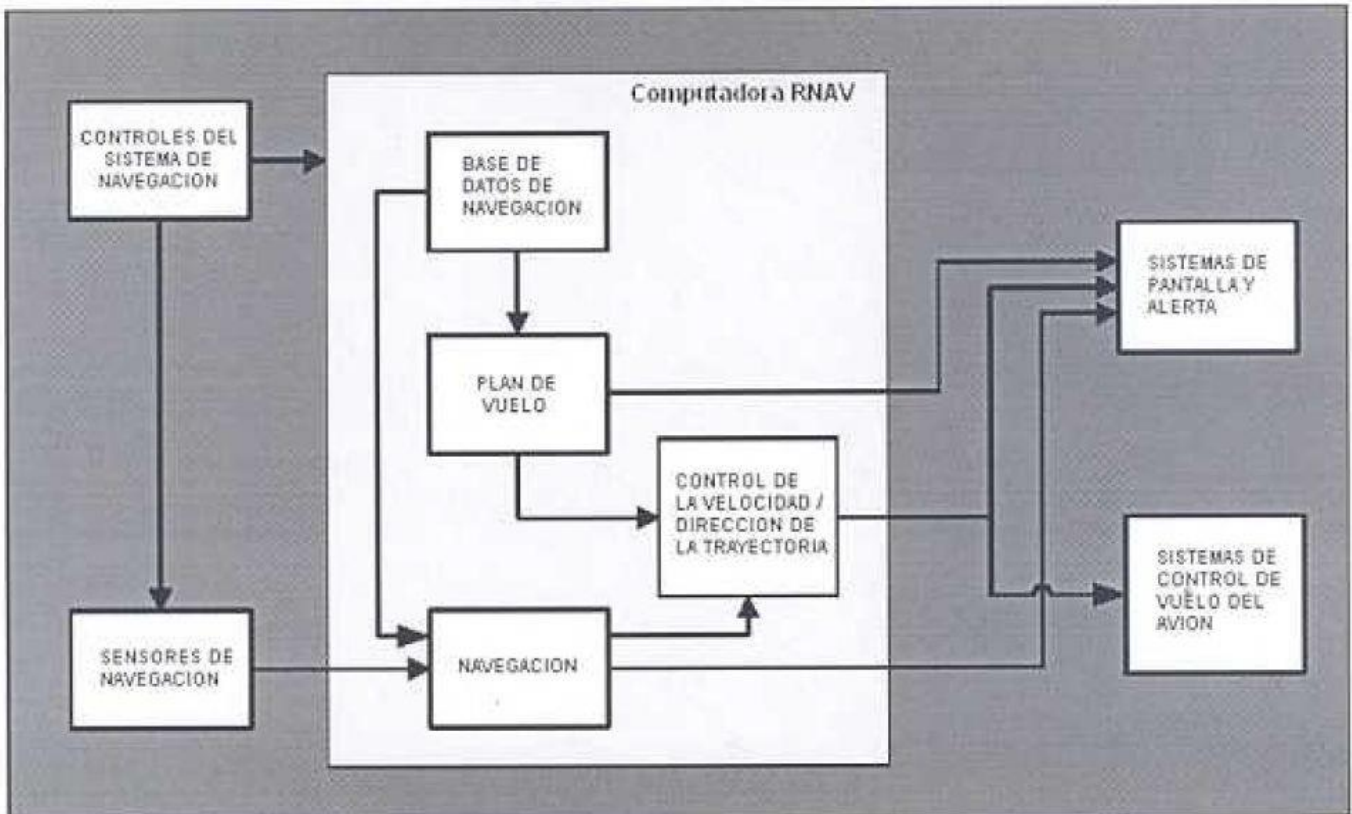 Computadora RNAV
CONTROLES DEL
SISTEMA DE
NAVEGACION
BASE DE
DATOS DE
NAVEGACION
SISTEMAS DE
PANTALLA Y
ALERTA
PLAN DE
VUELO
CONTROL DE
LA VELOCIDAD /
DIRECCION DE
LA TRAYECTORIA
SISTEMAS DE
CONTROL DE
VUELO DEL
AVION
SENSORES DE
NAVEGACION
NAVEGACION